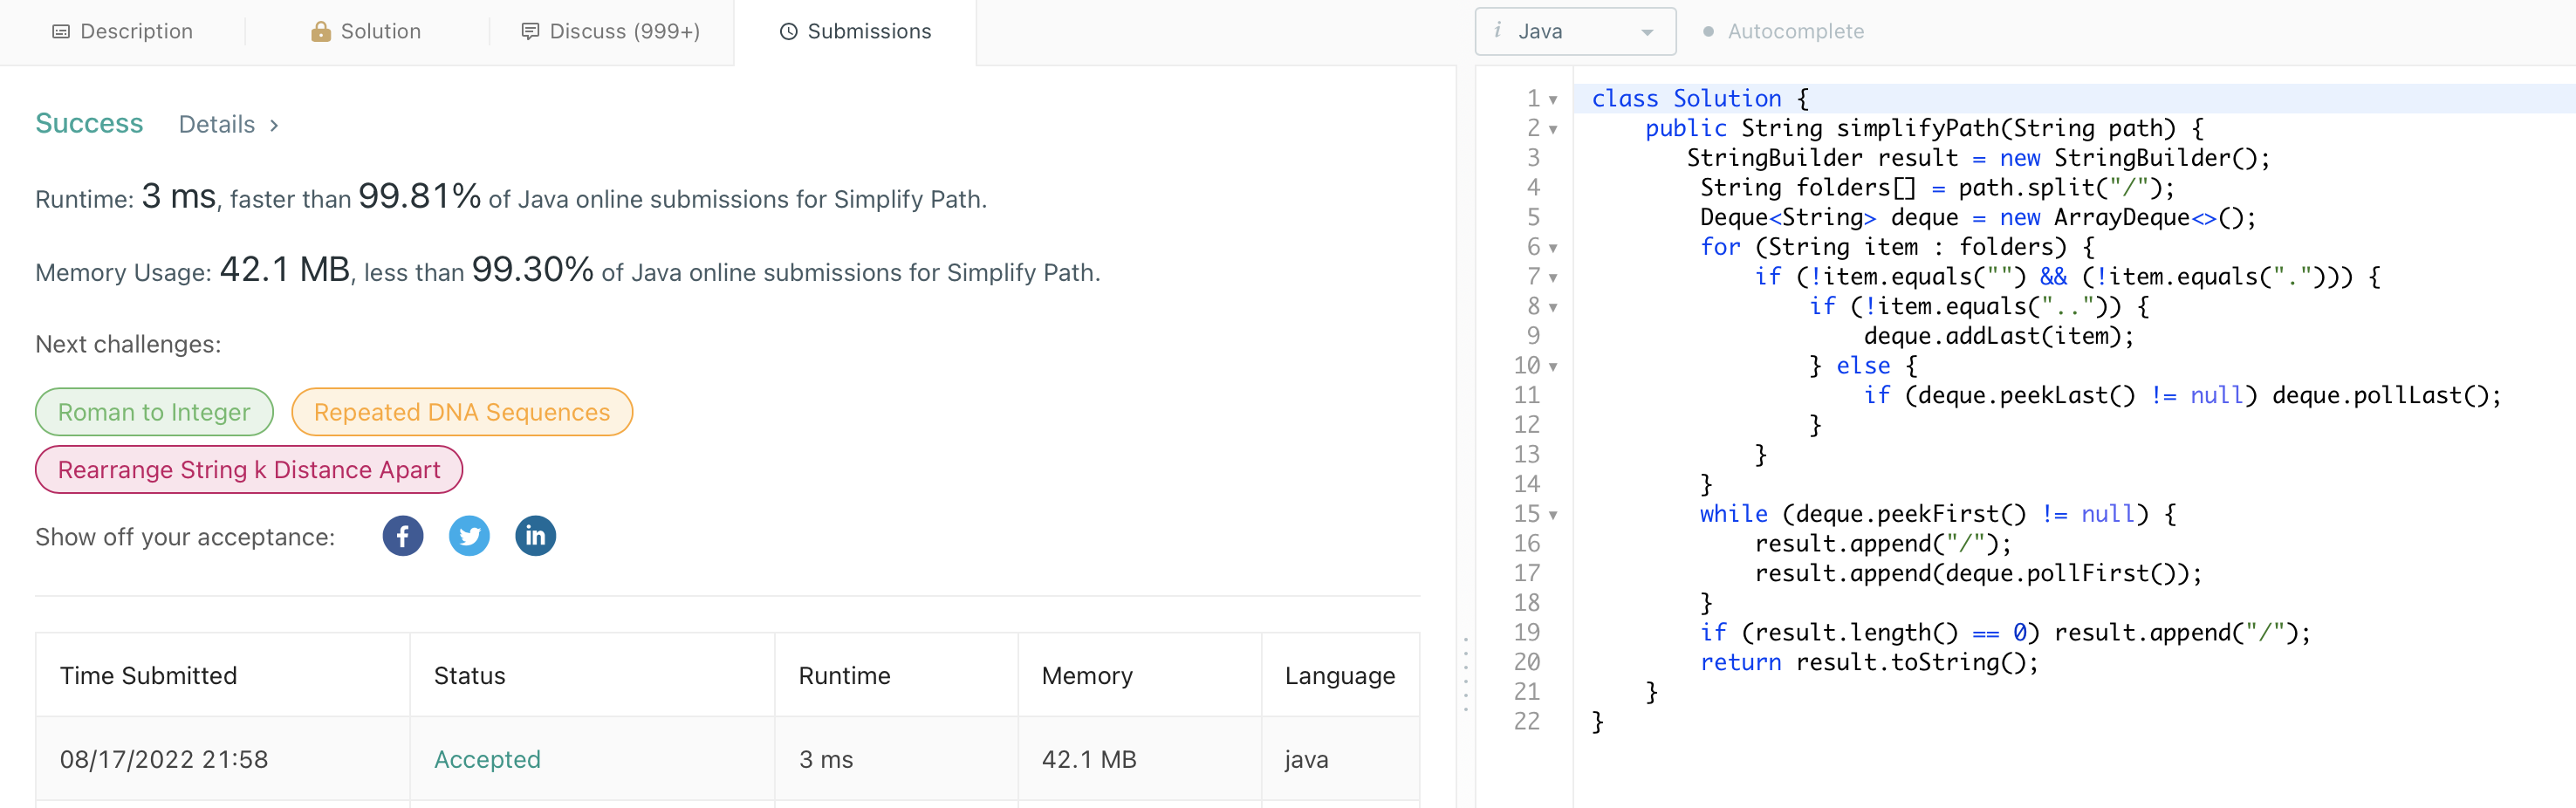 Description
Solution
Discuss (999+)
Submissions
Success Details ›
Runtime: 3 ms, faster than 99.81% of Java online submissions for Simplify Path.
Memory Usage: 42.1 MB, less than 99.30% of Java online submissions for Simplify Path.
Next challenges:
Roman to Integer
Repeated DNA Sequences
Rearrange String k Distance Apart
Show off your acceptance:
f
in
Time Submitted Status Runtime Memory Language
08/17/2022 21:58 Accepted 3 ms 42.1 MB java
i Java
Autocomplete
1 class Solution {
2     public String simplifyPath(String path) {
3        StringBuilder result = new StringBuilder();
4         String folders[] = path.split("/");
5         Deque<String> deque = new ArrayDeque<>();
6         for (String item : folders) {
7             if (!item.equals("") && (!item.equals("."))) {
8                 if (!item.equals("..")) {
9                     deque.addLast(item);
10                 } else {
11                     if (deque.peekLast() != null) deque.pollLast();
12                 }
13             }
14         }
15         while (deque.peekFirst() != null) {
16             result.append("/");
17             result.append(deque.pollFirst());
18         }
19         if (result.length() == 0) result.append("/");
20         return result.toString();
21     }
22 }